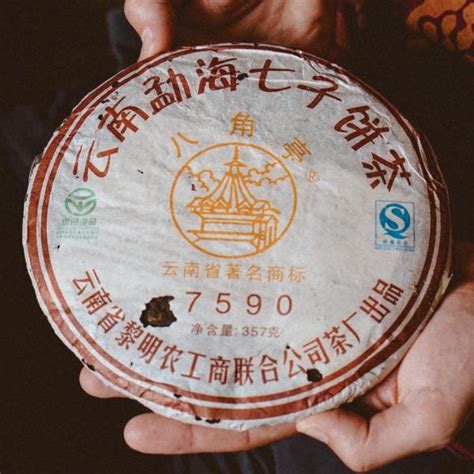 云南勐海七子饼茶
八角亭
云南省著名商标
7590
净含量: 357克
云南省黎明农工商联合公司茶厂出品